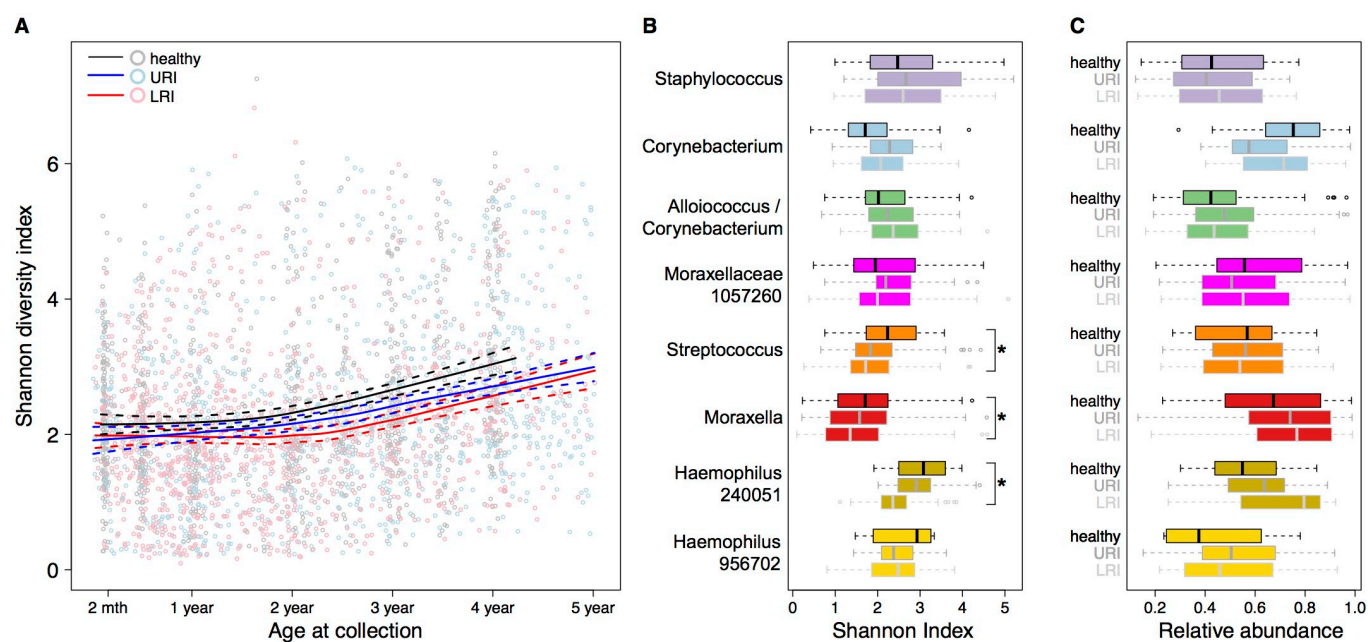 A
healthy
URI
LRI
Shannon diversity index
6
4
2
0
2 mth 1 year 2 year 3 year 4 year 5 year
Age at collection
B
Staphylococcus
Corynebacterium
Alloiococcus /
Corynebacterium
Moraxellaceae
1057260
Streptococcus
*
Moraxella
*
Haemophilus
240051
*
Haemophilus
956702
0 1 2 3 4 5
Shannon Index
C
healthy
URI
LRI
healthy
URI
LRI
healthy
URI
LRI
healthy
URI
LRI
healthy
URI
LRI
healthy
URI
LRI
healthy
URI
LRI
healthy
URI
LRI
0.2 0.4 0.6 0.8 1.0
Relative abundance